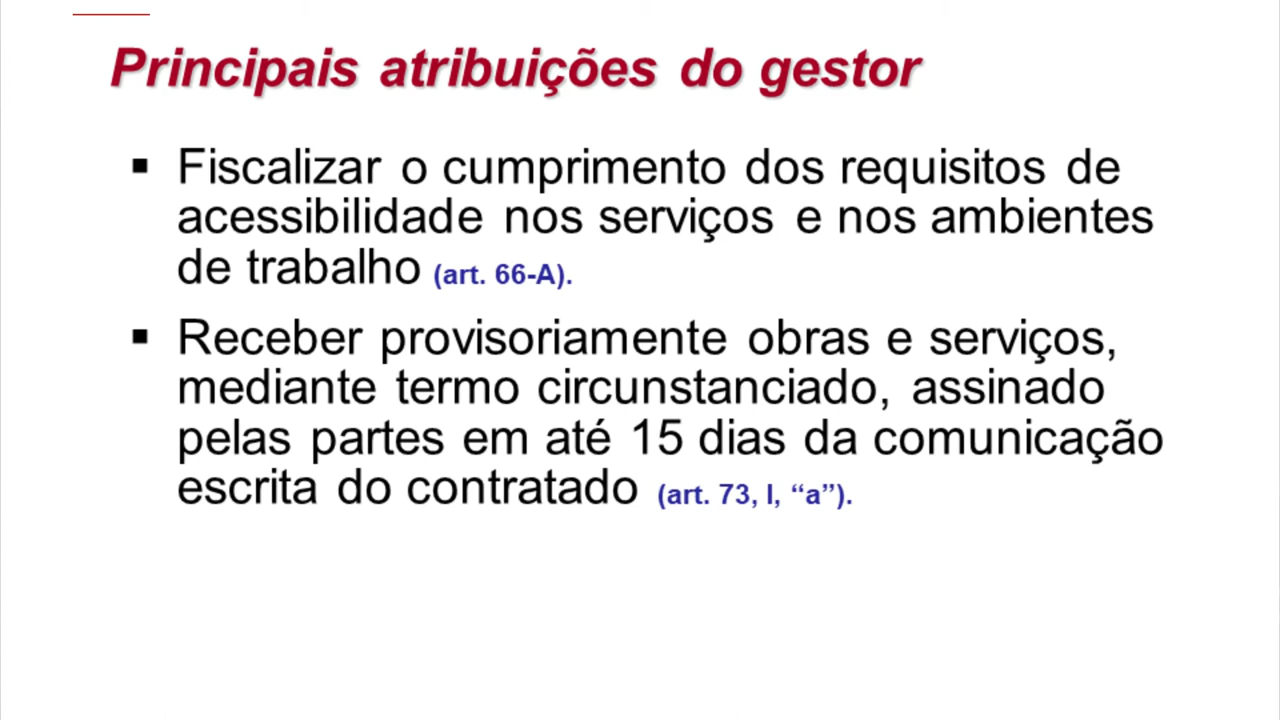 Principais atribuições do gestor
▪ Fiscalizar o cumprimento dos requisitos de
acessibilidade nos serviços e nos ambientes
de trabalho (art. 66-A).
▪ Receber provisoriamente obras e serviços,
mediante termo circunstanciado, assinado
pelas partes em até 15 dias da comunicação
escrita do contratado (art. 73, I, “a”).